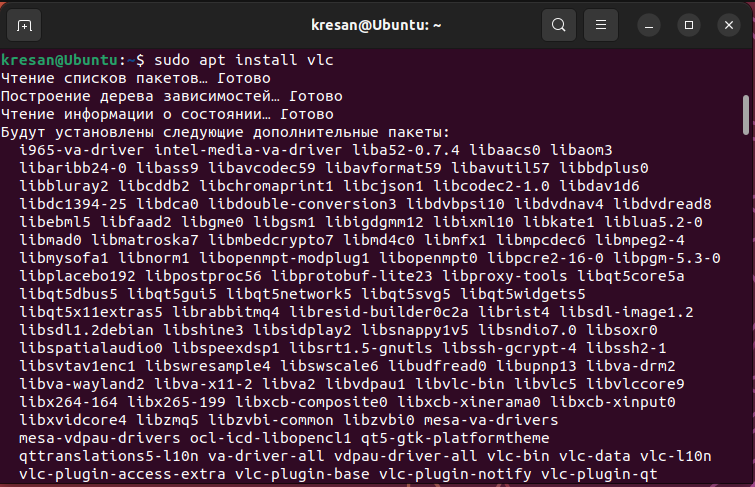 kresan@Ubuntu: ~
kresan@Ubuntu:~$ sudo apt install vlc
Чтение списков пакетов… Готово
Построение дерева зависимостей… Готово
Чтение информации о состоянии… Готово
Будут установлены следующие дополнительные пакеты:
i965-va-driver intel-media-va-driver liba52-0.7.4 libaacs0 libaom3
libaribb24-0 libass9 libavcodec59 libavformat59 libavutil57 libbdplus0
libbluray2 libcddb2 libchromaprint1 libcjson1 libcodec2-1.0 libdav1d6
libdc1394-25 libdca0 libdouble-conversion3 libdvbpsi10 libdvdnav4 libdvdread8
libebml5 libfaad2 libgme0 libgsm1 libigdgmm12 libixml10 libkate1 liblua5.2-0
libmad0 libmatroska7 libmbedcrypto7 libmd4c0 libmfx1 libmpcdec6 libmpeg2-4
libmysofa1 libnorm1 libopenmpt-modplug1 libopenmpt0 libpcre2-16-0 libpgm-5.3-0
libplacebo192 libpostproc56 libprotobuf-lite23 libproxy-tools libqt5core5a
libqt5dbus5 libqt5gui5 libqt5network5 libqt5svg5 libqt5widgets5
libqt5x11extras5 librabbitmq4 libresid-builder0c2a librist4 libsdl-image1.2
libsdl1.2debian libshine3 libsidplay2 libsnappy1v5 libsndio7.0 libsoxr0
libspatialaudio0 libspeexdsp1 libsrt1.5-gnutls libssh-gcrypt-4 libssh2-1
libsvtav1enc1 libswresample4 libswscale6 libudfread0 libupnp13 libva-drm2
libva-wayland2 libva-x11-2 libva2 libvdpau1 libvlc-bin libvlc5 libvlccore9
libx264-164 libx265-199 libxcb-composite0 libxcb-xinerama0 libxcb-xinput0
libxvidcore4 libzmq5 libzvbi-common libzvbi0 mesa-va-drivers
mesa-vdpau-drivers ocl-icd-libopencl1 qt5-gtk-platformtheme
qttranslations5-l10n va-driver-all vdpau-driver-all vlc-bin vlc-data vlc-l10n
vlc-plugin-access-extra vlc-plugin-base vlc-plugin-notify vlc-plugin-qt